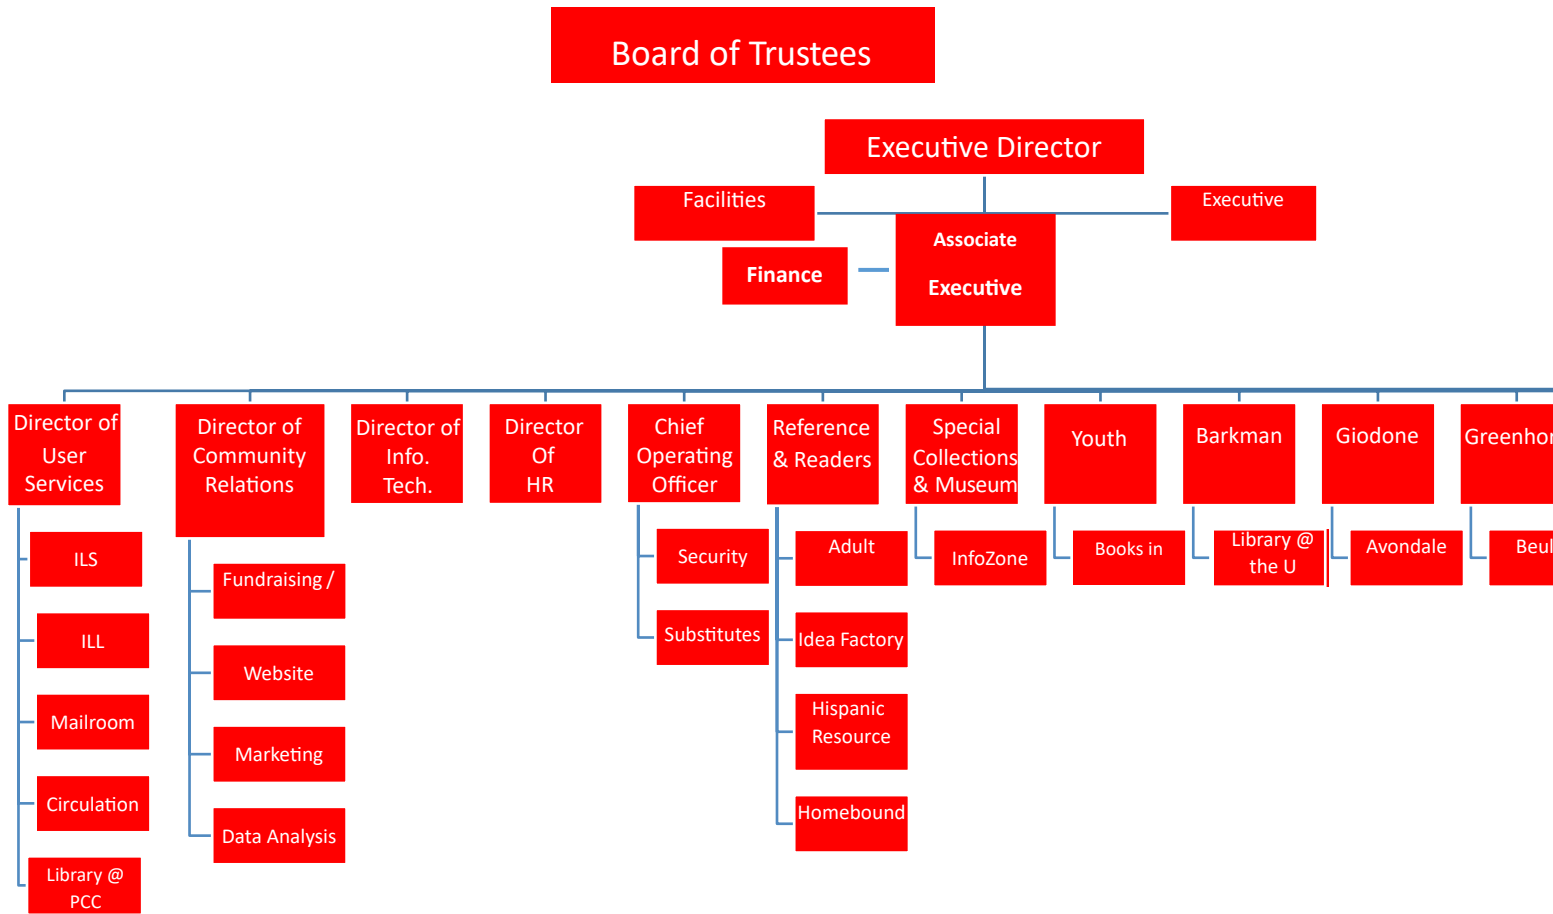 Board of Trustees
Executive Director
Facilities
Executive
Associate
Executive
Finance
Director of
User
Services
Director of
Community
Relations
Director of
Info.
Tech.
Director
Of
HR
Chief
Operating
Officer
Reference
& Readers
Special
Collections
& Museum
Youth
Barkman
Giodone
Greenhor
ILS
ILL
Mailroom
Circulation
Library @
PCC
Fundraising /
Website
Marketing
Data Analysis
Security
Substitutes
Adult
Idea Factory
Hispanic
Resource
Homebound
InfoZone
Books in
Library @
the U
Avondale
Beul